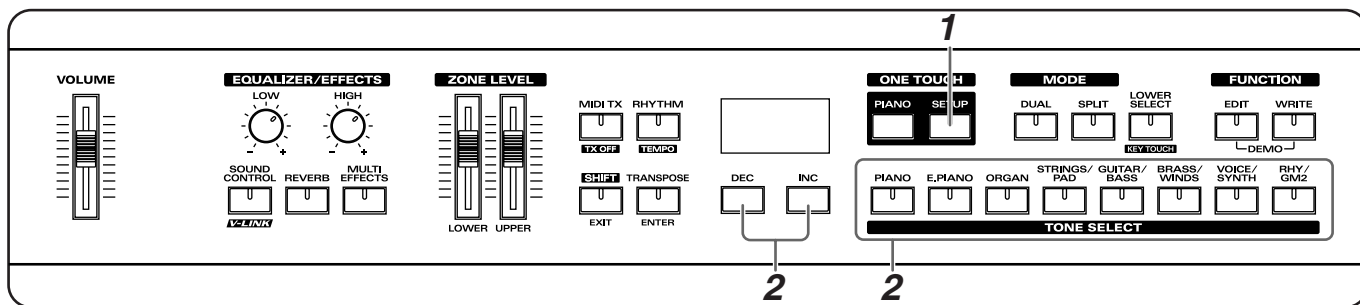 1
VOLUME
EQUALIZER/EFFECTS
LOW
HIGH
- +
- +
SOUND
CONTROL
REVERB
MULTI
EFFECTS
V-LINK
ZONE LEVEL
LOWER
UPPER
MIDI TX
RHYTHM
TX OFF
TEMPO
SHIFT
TRANSPOSE
EXIT
ENTER
DEC
INC
2
ONE TOUCH
PIANO
SETUP
MODE
DUAL
SPLIT
LOWER
SELECT
KEY TOUCH
FUNCTION
EDIT
WRITE
DEMO
PIANO
E.PIANO
ORGAN
STRINGS/
PAD
GUITAR/
BASS
BRASS/
WINDS
VOICE/
SYNTH
RHY/
GM2
TONE SELECT
2